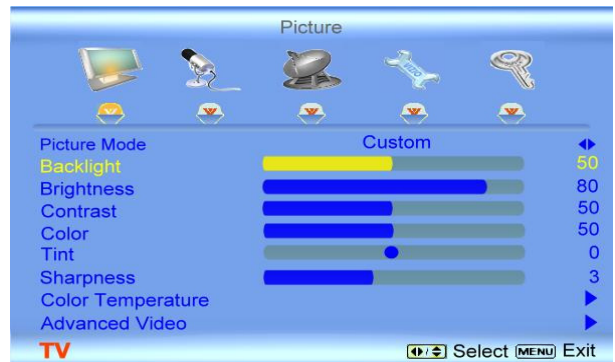 Picture
Picture Mode Custom
Backlight 50
Brightness 80
Contrast 50
Color 50
Tint 0
Sharpness 3
Color Temperature
Advanced Video
TV Select MENU Exit